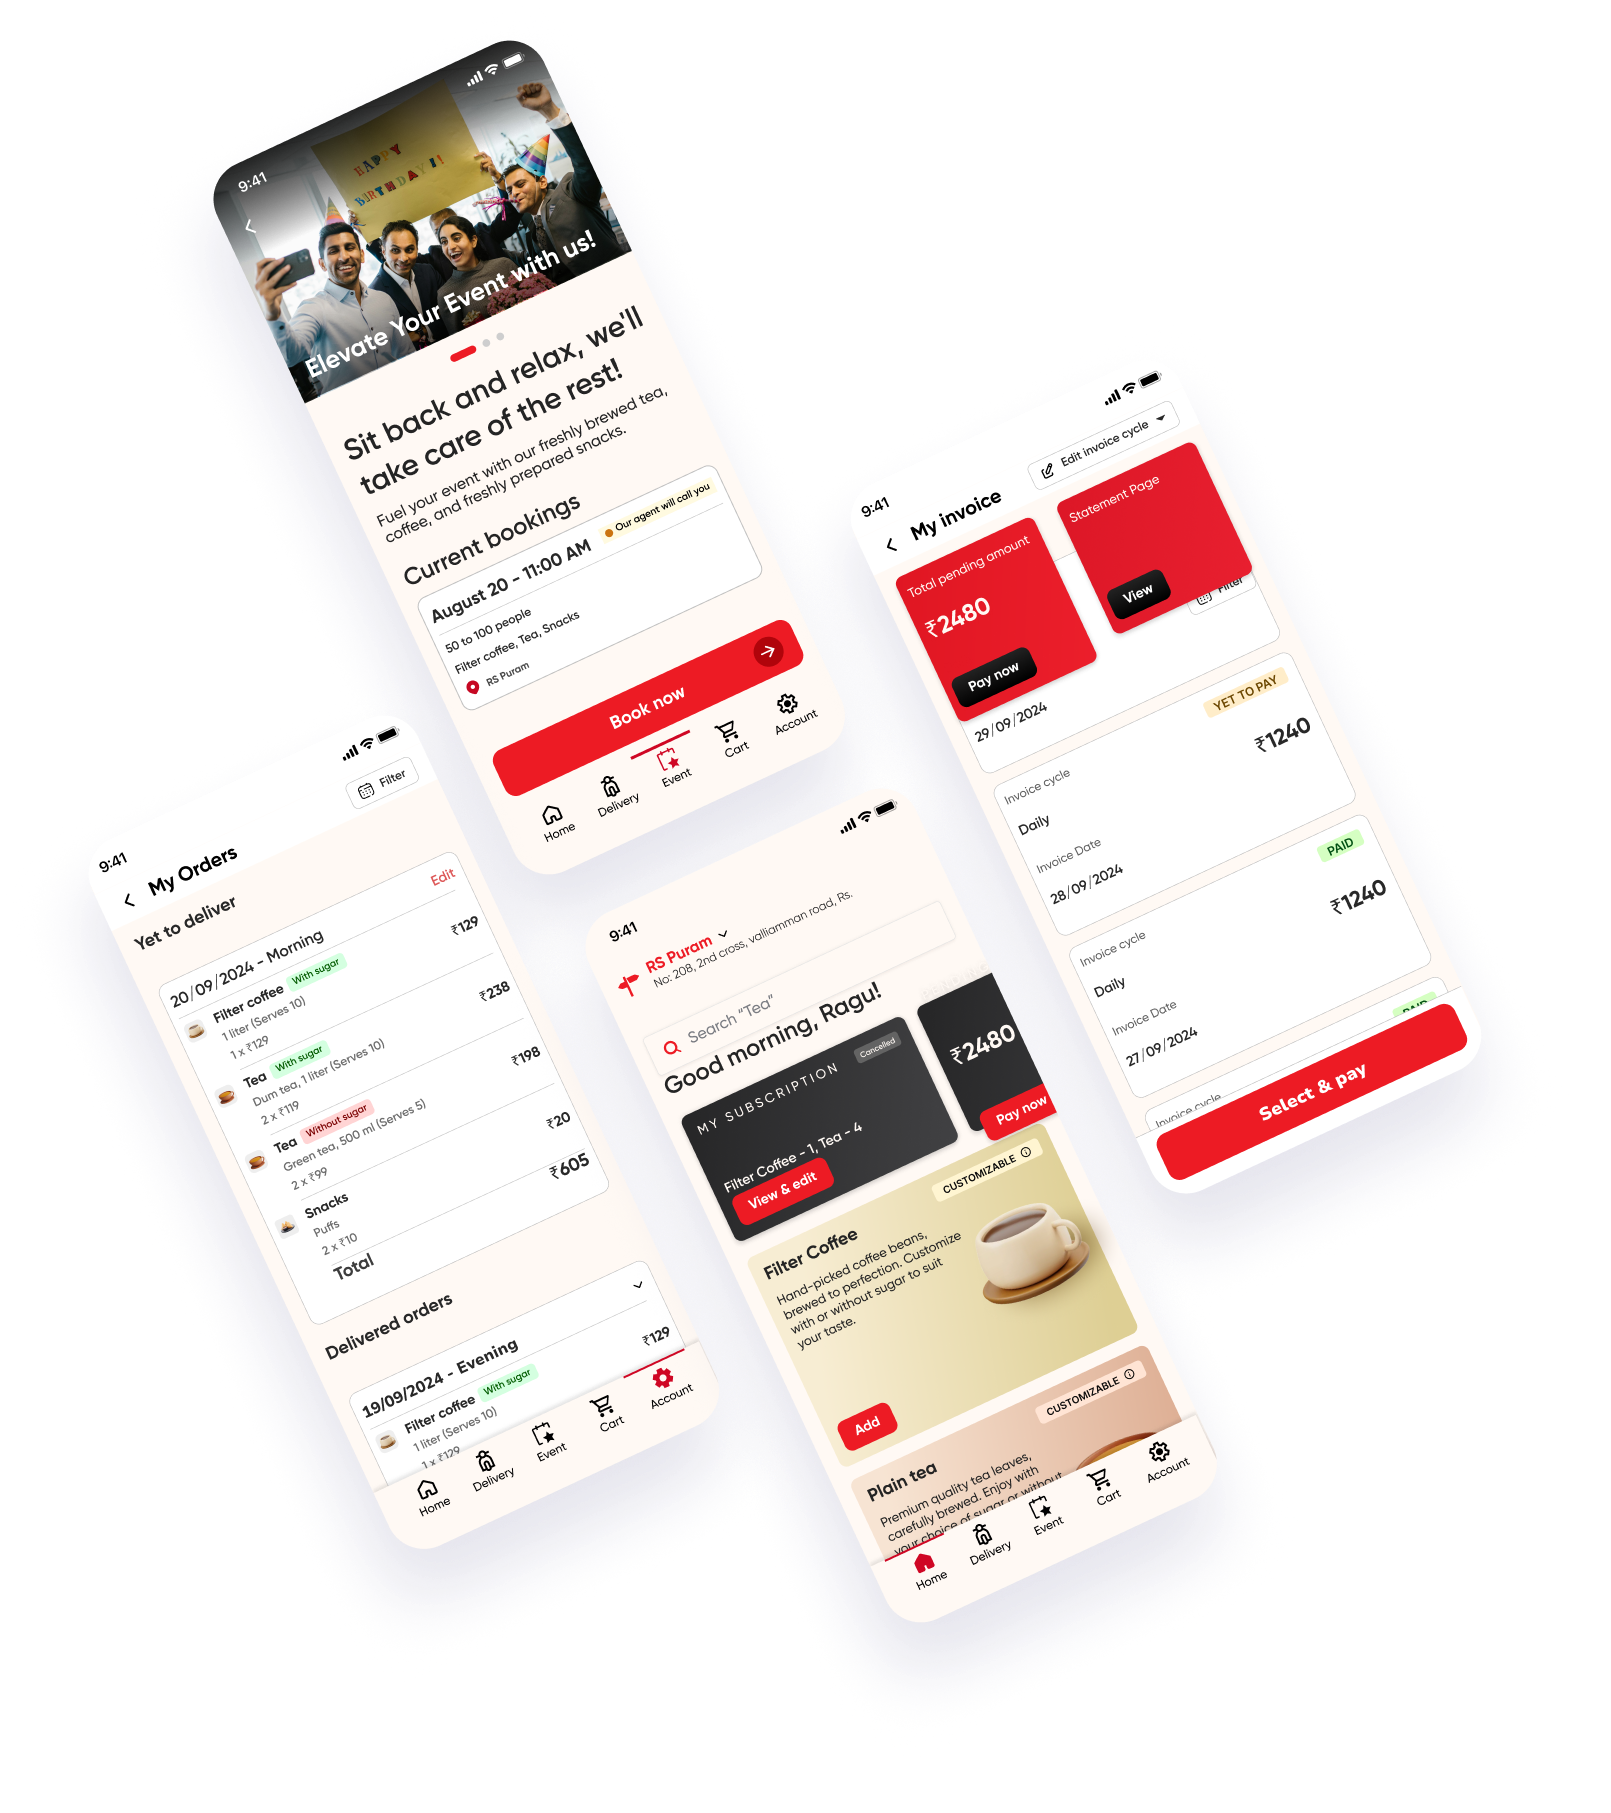 9:41
HAPPY
BIRTHDAY!!
Elevate Your Event with us!
Sit back and relax, we'll
take care of the rest!
Fuel your event with our freshly brewed tea,
coffee, and freshly prepared snacks.
Current bookings
August 20 - 11:00 AM
Our agent will call you
50 to 100 people
Filter coffee, Tea, Snacks
RS Puram
Book now
Home
Delivery
Event
Cart
Account
9:41
My invoice
Edit invoice cycle
Total pending amount
₹2480
Pay now
Statement Page
View
Filter
29/09/2024
YET TO PAY
₹1240
Invoice cycle
Daily
Invoice Date
28/09/2024
PAID
₹1240
Invoice cycle
Daily
Invoice Date
27/09/2024
PAID
Invoice cycle
Select & pay
9:41
My Orders
Filter
Yet to deliver
20/09/2024 - Morning
Edit
Filter coffee
With sugar
₹129
1 liter (Serves 10)
1 x ₹129
Tea
With sugar
₹238
Dum tea, 1 liter (Serves 10)
2 x ₹119
Tea
Without sugar
₹198
Green tea, 500 ml (Serves 5)
2 x ₹99
Snacks
₹20
Puffs
2 x ₹10
Total
₹605
Delivered orders
19/09/2024 - Evening
Filter coffee
With sugar
₹129
1 liter (Serves 10)
1 x ₹129
Home
Delivery
Event
Cart
Account
9:41
RS Puram
No: 208, 2nd cross, valliamman road, Rs.
Search "Tea"
Good morning, Ragu!
MY SUBSCRIPTION
Cancelled
Filter Coffee - 1, Tea - 4
View & edit
₹2480
Pay now
CUSTOMIZABLE
Filter Coffee
Hand-picked coffee beans,
brewed to perfection. Customize
with or without sugar to suit
your taste.
Add
CUSTOMIZABLE
Plain tea
Premium quality tea leaves,
carefully brewed. Enjoy with
your choice of sugar or without
Home
Delivery
Event
Cart
Account